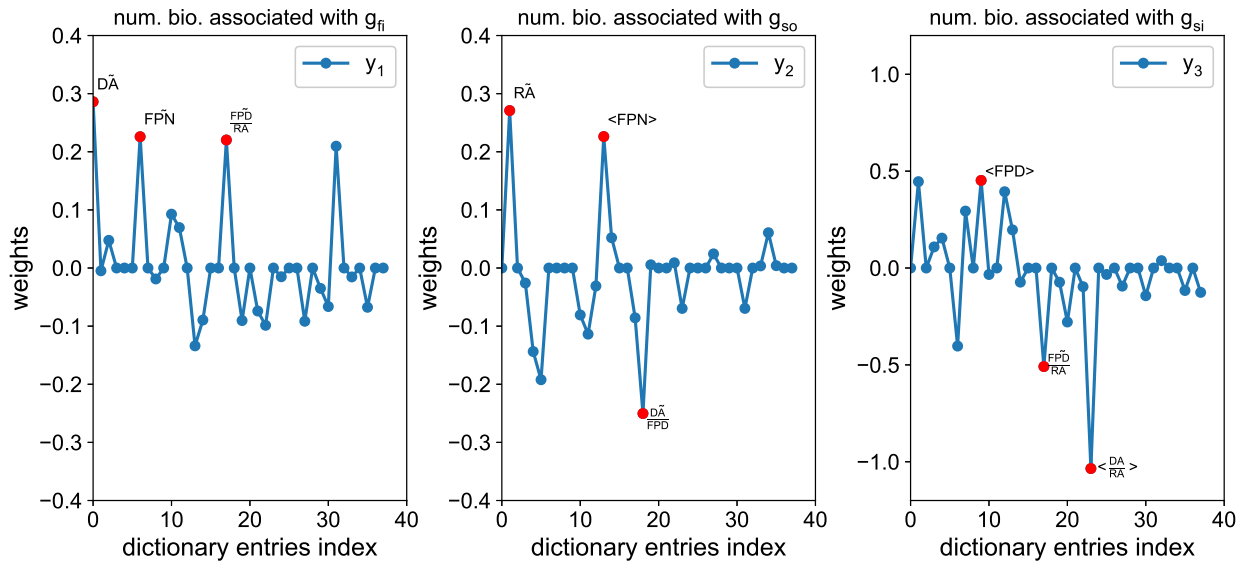 num. bio. associated with g_fi
0.4
0.3
0.2
0.1
0.0
−0.1
−0.2
−0.3
−0.4
weights
0
10
20
30
40
dictionary entries index
y_1
DÃ
FPÑ
FP̃D/RA
num. bio. associated with g_so
0.4
0.3
0.2
0.1
0.0
−0.1
−0.2
−0.3
−0.4
weights
0
10
20
30
40
dictionary entries index
y_2
RÃ
<FPN>
DÃ/FPD
num. bio. associated with g_si
1.0
0.5
0.0
−0.5
−1.0
weights
0
10
20
30
40
dictionary entries index
y_3
<FPD>
FP̃D/RA
<DA/RA>